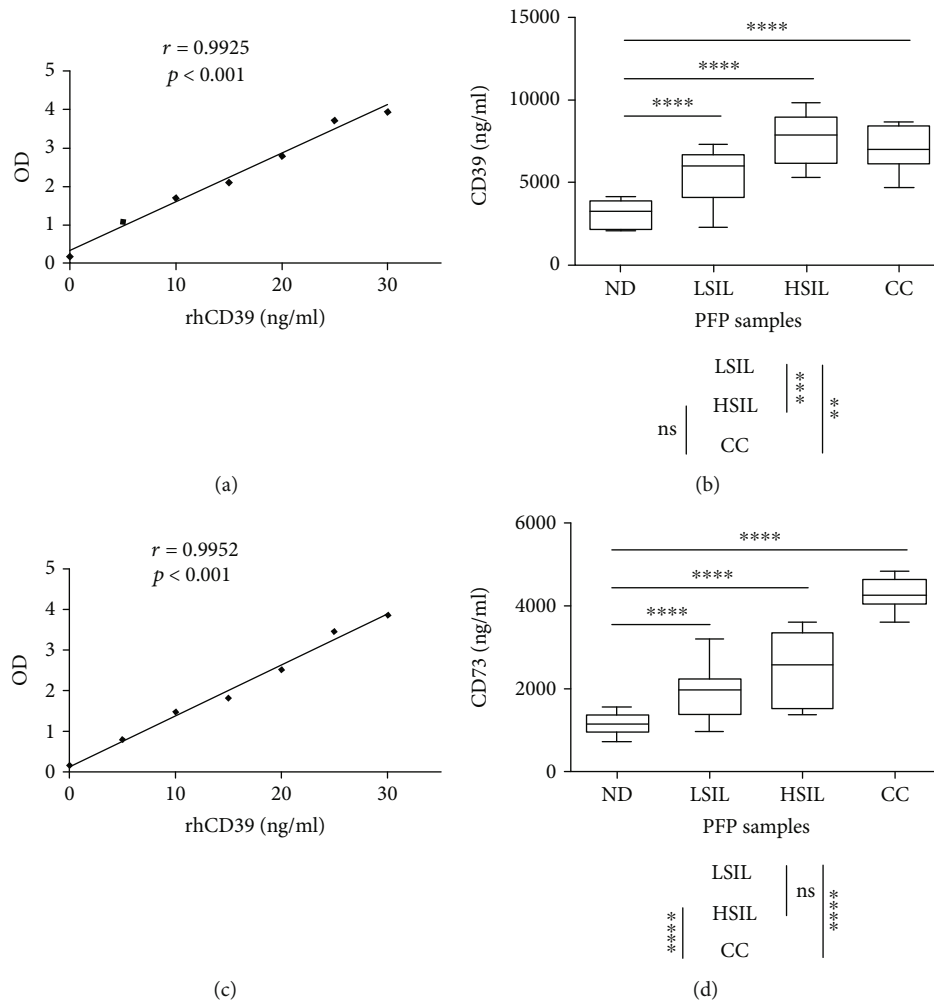 r = 0.9925
p < 0.001
5
4
3
2
1
0
OD
0 10 20 30
rhCD39 (ng/ml)
(a)
15000
10000
5000
0
CD39 (ng/ml)
****
****
****
ND LSIL HSIL CC
PFP samples
LSIL
HSIL
CC
ns
***
**
(b)
r = 0.9952
p < 0.001
5
4
3
2
1
0
OD
0 10 20 30
rhCD39 (ng/ml)
(c)
6000
4000
2000
0
CD73 (ng/ml)
****
****
****
ND LSIL HSIL CC
PFP samples
LSIL
HSIL
CC
****
ns
****
(d)